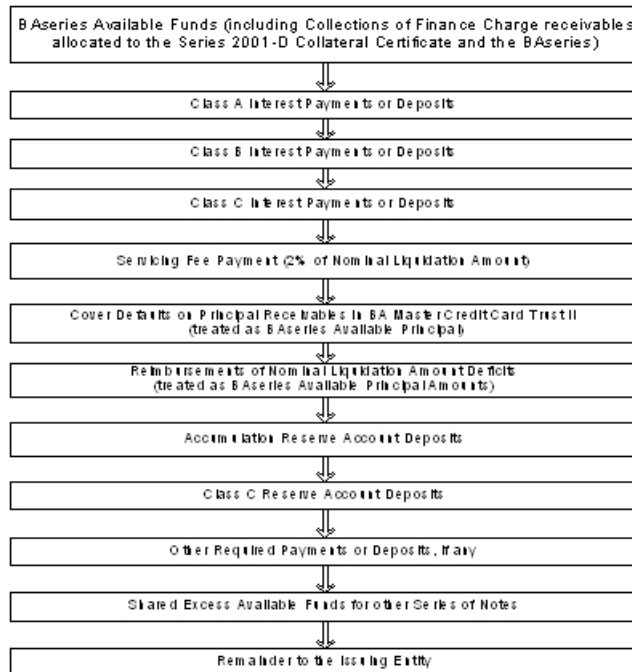 BAseries Available Funds (including Collections of Finance Charge receivables
allocated to the Series 2001-D Collateral Certificate and the BAseries)
Class A Interest Payments or Deposits
Class B Interest Payments or Deposits
Class C Interest Payments or Deposits
Servicing Fee Payment (2% of Nominal Liquidation Amount)
Cover Defaults on Principal Receivables in BA Master Credit Card Trust II
(treated as BAseries Available Principal)
Reimbursements of Nominal Liquidation Amount Deficits
(treated as BAseries Available Principal Amounts)
Accumulation Reserve Account Deposits
Class C Reserve Account Deposits
Other Required Payments or Deposits, if any
Shared Excess Available Funds for other Series of Notes
Remainder to the Issuing Entity